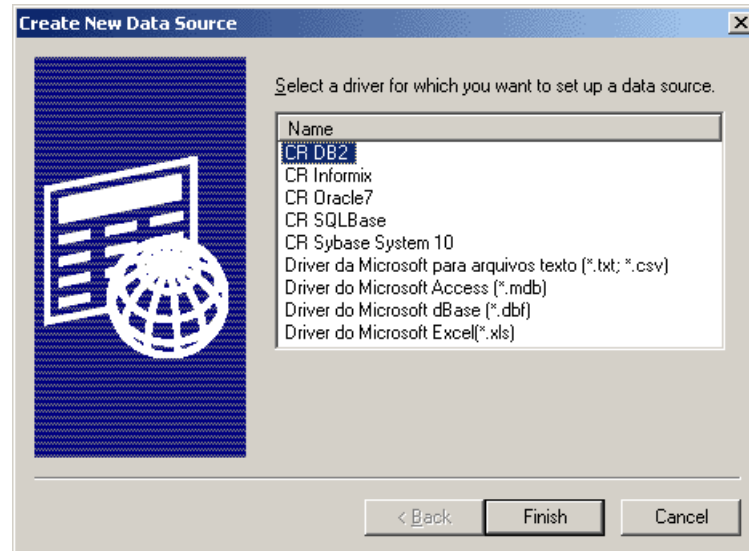 Create New Data Source
Select a driver for which you want to set up a data source.
Name
CR DB2
CR Informix
CR Oracle7
CR SQLBase
CR Sybase System 10
Driver da Microsoft para arquivos texto (*.txt; *.csv)
Driver do Microsoft Access (*.mdb)
Driver do Microsoft dBase (*.dbf)
Driver do Microsoft Excel(*.xls)
< Back Finish Cancel